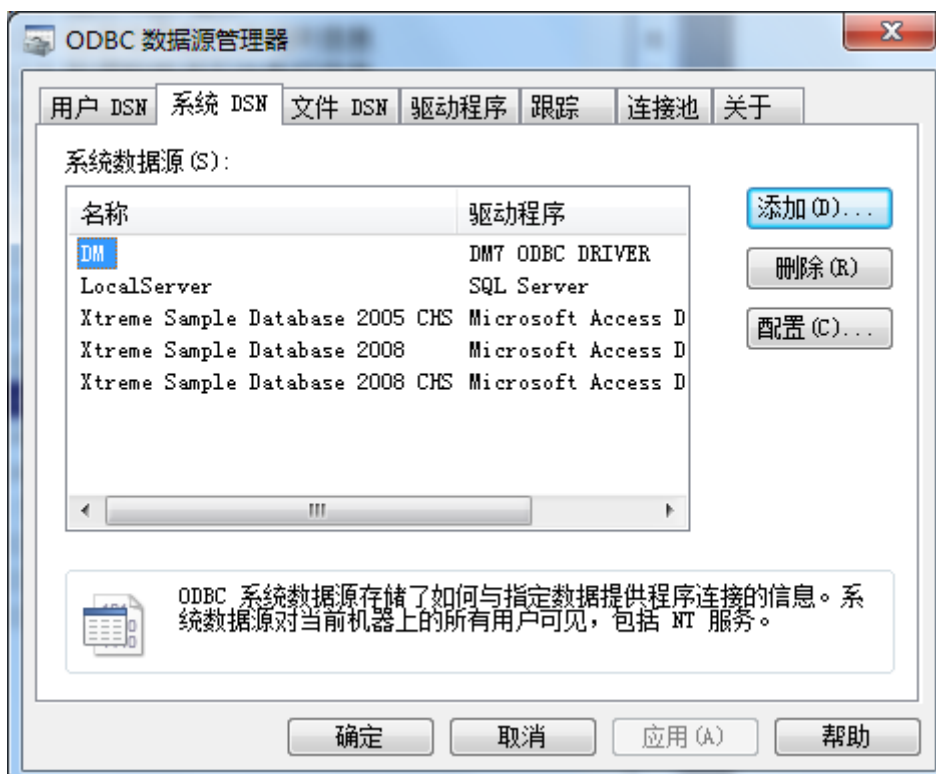 ODBC 数据源管理器
用户 DSN 系统 DSN 文件 DSN 驱动程序 跟踪 连接池 关于
系统数据源(S):
名称 驱动程序
DM DM7 ODBC DRIVER
LocalServer SQL Server
Xtreme Sample Database 2005 CHS Microsoft Access D
Xtreme Sample Database 2008 Microsoft Access D
Xtreme Sample Database 2008 CHS Microsoft Access D
添加(D)...
删除(R)
配置(C)...
ODBC 系统数据源存储了如何与指定数据提供程序连接的信息。系
统数据源对当前机器上的所有用户可见，包括 NT 服务。
确定 取消 应用(A) 帮助